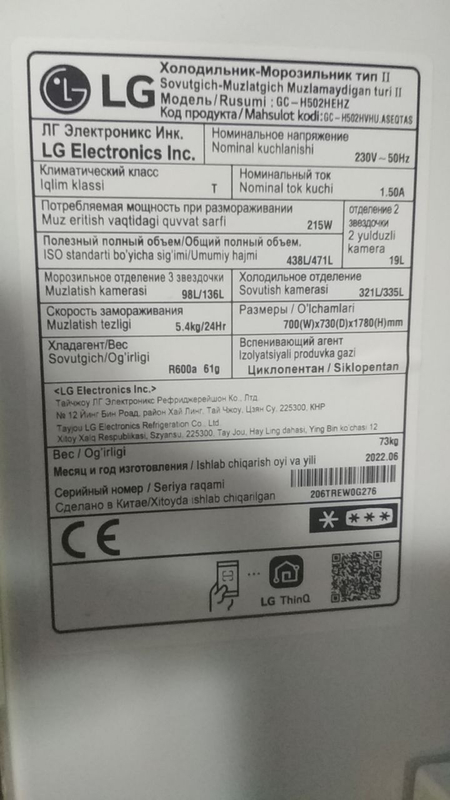 LG
Холодильник-Морозильник тип II
Sovutgich-Muzlatgich Muzlamaydigan turi II
Модель/Rusumi : GC-H502HEHZ
Код продукта/Mahsulot kodi: GC-H502HVHU.ASEQTAS
ЛГ Электроникс Инк.
LG Electronics Inc.
Номинальное напряжение
Nominal kuchlanishi
230V~50Hz
Климатический класс
Iqlim klassi
T
Номинальный ток
Nominal tok kuchi
1.50A
Потребляемая мощность при размораживании
Muz eritish vaqtidagi quvvat sarfi
215W
отделение 2
звездочки
2 yulduzli
kamera
19L
Полезный полный объем/Общий полный объем.
ISO standarti bo'yicha sig'imi/Umumiy hajmi
438L/471L
Морозильное отделение 3 звездочки
Muzlatish kamerasi
98L/136L
Холодильное отделение
Sovutish kamerasi
321L/335L
Скорость замораживания
Muzlatish tezligi
5.4kg/24Hr
Размеры / O'lchamlari
700(W)x730(D)x1780(H)mm
Хладагент/Вес
Sovutgich/Og'irligi
R600a 61g
Вспенивающий агент
Izolyatsiyali produvka gazi
Циклопентан / Siklopentan
<LG Electronics Inc.>
Тайчжоу ЛГ Электроникс Рефриджерейшон Ко., Лтд.
№ 12 Йинг Бин Роад, район Хай Линг, Тай Чжоу, Цзян Су, 225300, КНР
Tayjou LG Electronics Refrigeration Co., Ltd
Xitoy Xalq Respublikasi, Szyansu, 225300, Tay Jou, Hay Ling dahasi, Ying Bin ko'chasi 12
Вес / Og'irligi
73kg
Месяц и год изготовления / Ishlab chiqarish oyi va yili
2022.06
Серийный номер / Seriya raqami
Сделано в Китае/Xitoyda ishlab chiqarilgan
206TREW0G276
CE
LG ThinQ